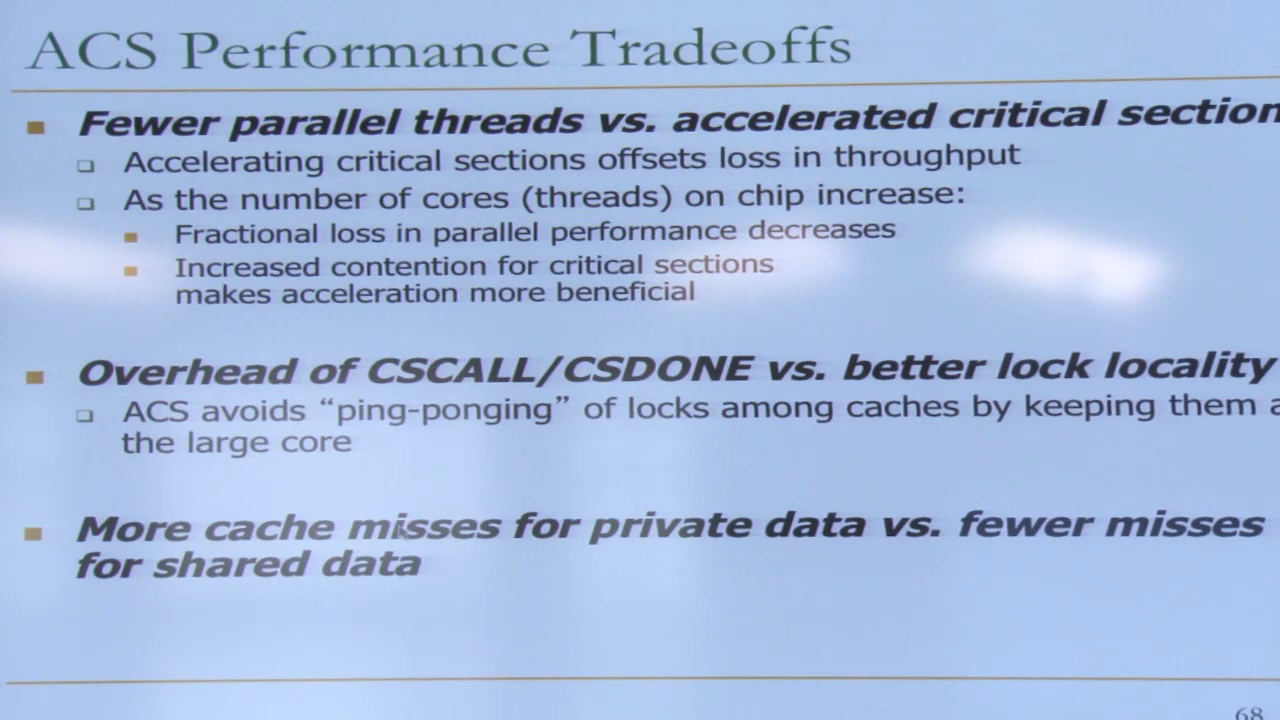 ACS Performance Tradeoffs
Fewer parallel threads vs. accelerated critical section
Accelerating critical sections offsets loss in throughput
As the number of cores (threads) on chip increase:
Fractional loss in parallel performance decreases
Increased contention for critical sections
makes acceleration more beneficial
Overhead of CSCALL/CSDONE vs. better lock locality
ACS avoids “ping-ponging” of locks among caches by keeping them a
the large core
More cache misses for private data vs. fewer misses
for shared data
68